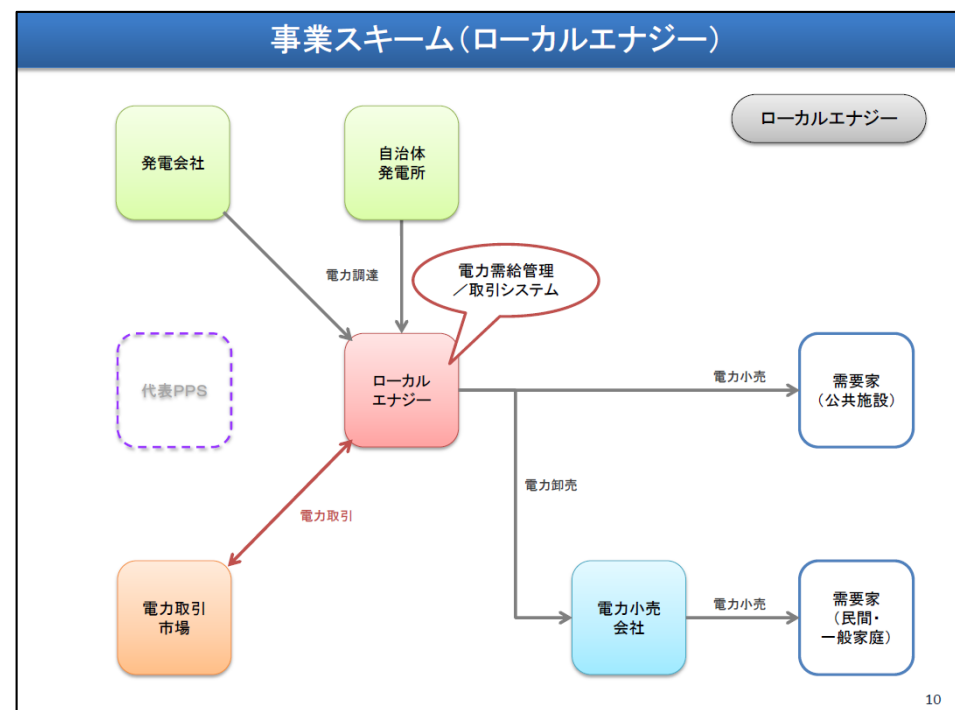 事業スキーム(ローカルエナジー)
ローカルエナジー
発電会社
自治体
発電所
電力調達
電力需給管理
/取引システム
代表PPS
ローカル
エナジー
電力小売
需要家
(公共施設)
電力卸売
電力取引
電力取引
市場
電力小売
会社
電力小売
需要家
(民間・
一般家庭)
10